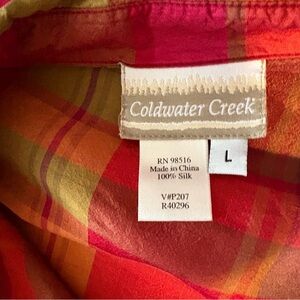 Coldwater Creek
L
RN 98516
Made in China
100% Silk
V#P207
R40296